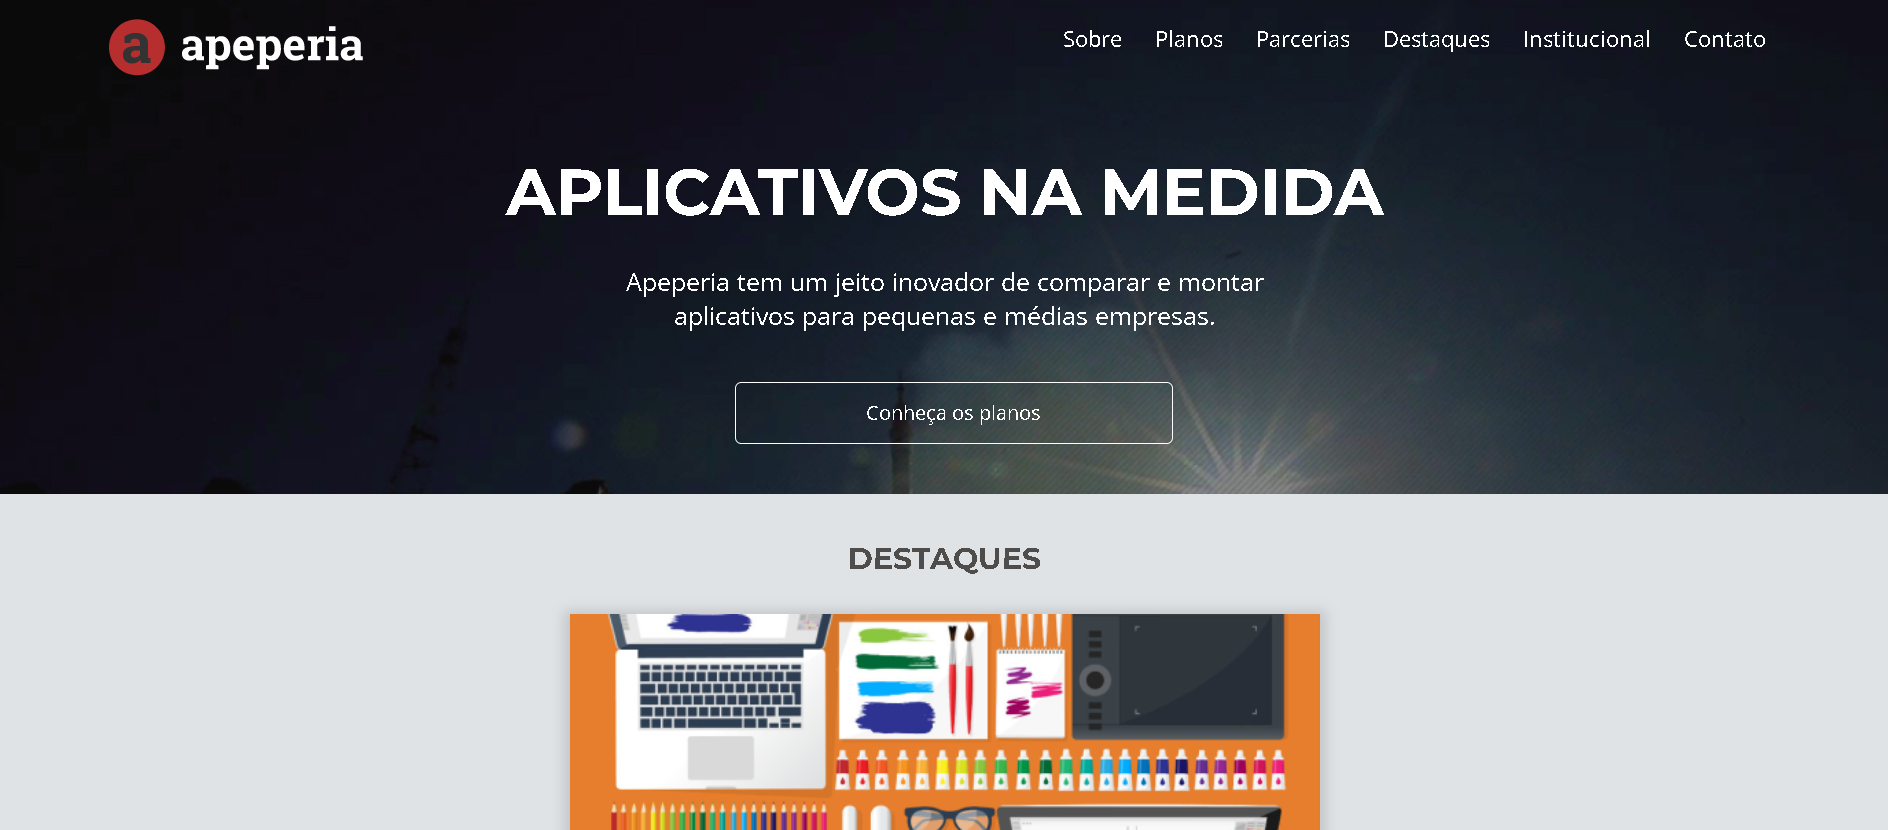 a apeperia
Sobre Planos Parcerias Destaques Institucional Contato
APLICATIVOS NA MEDIDA
Apeperia tem um jeito inovador de comparar e montar
aplicativos para pequenas e médias empresas.
Conheça os planos
DESTAQUES